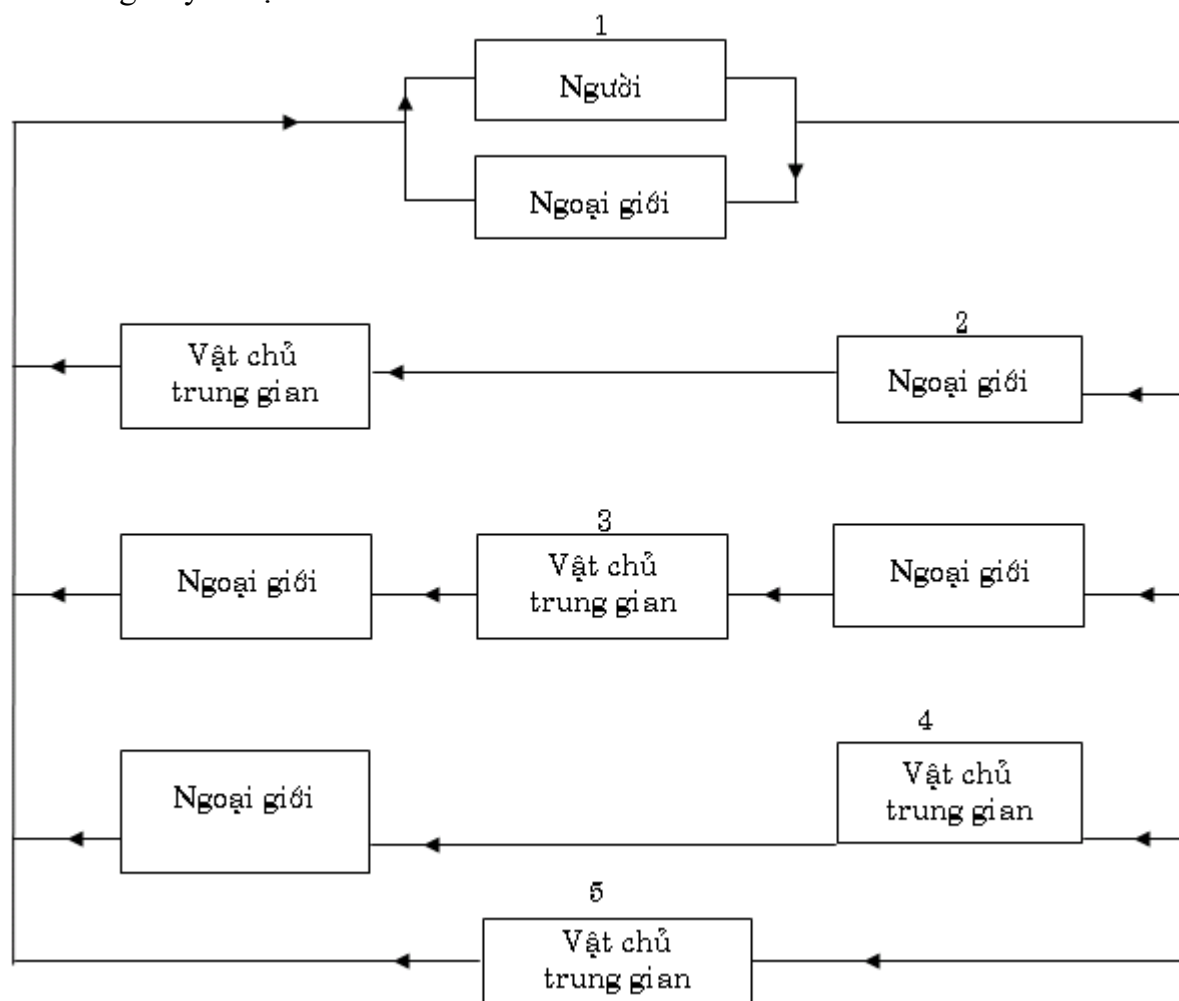 1
Người
Ngoại giới
2
Vật chủ
trung gian
Ngoại giới
3
Ngoại giới
Vật chủ
trung gian
Ngoại giới
4
Ngoại giới
Vật chủ
trung gian
5
Vật chủ
trung gian